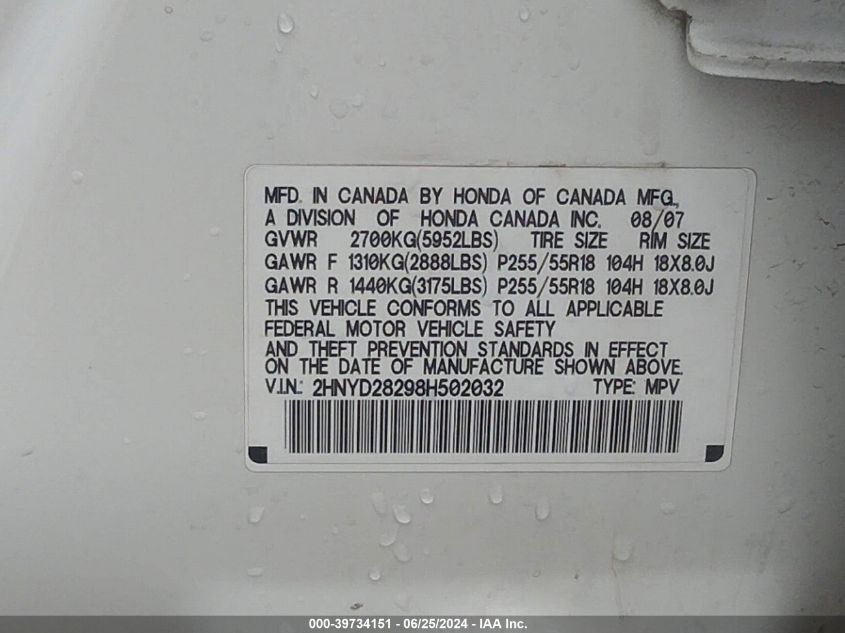 MFD. IN CANADA BY HONDA OF CANADA MFG.,
A DIVISION OF HONDA CANADA INC. 08/07
GVWR 2700KG(5952LBS) TIRE SIZE RIM SIZE
GAWR F 1310KG(2888LBS) P255/55R18 104H 18X8.0J
GAWR R 1440KG(3175LBS) P255/55R18 104H 18X8.0J
THIS VEHICLE CONFORMS TO ALL APPLICABLE
FEDERAL MOTOR VEHICLE SAFETY
AND THEFT PREVENTION STANDARDS IN EFFECT
ON THE DATE OF MANUFACTURE SHOWN ABOVE.
V.I.N.: 2HNYD28298H502032 TYPE: MPV
000-39734151 - 06/25/2024 - IAA Inc.